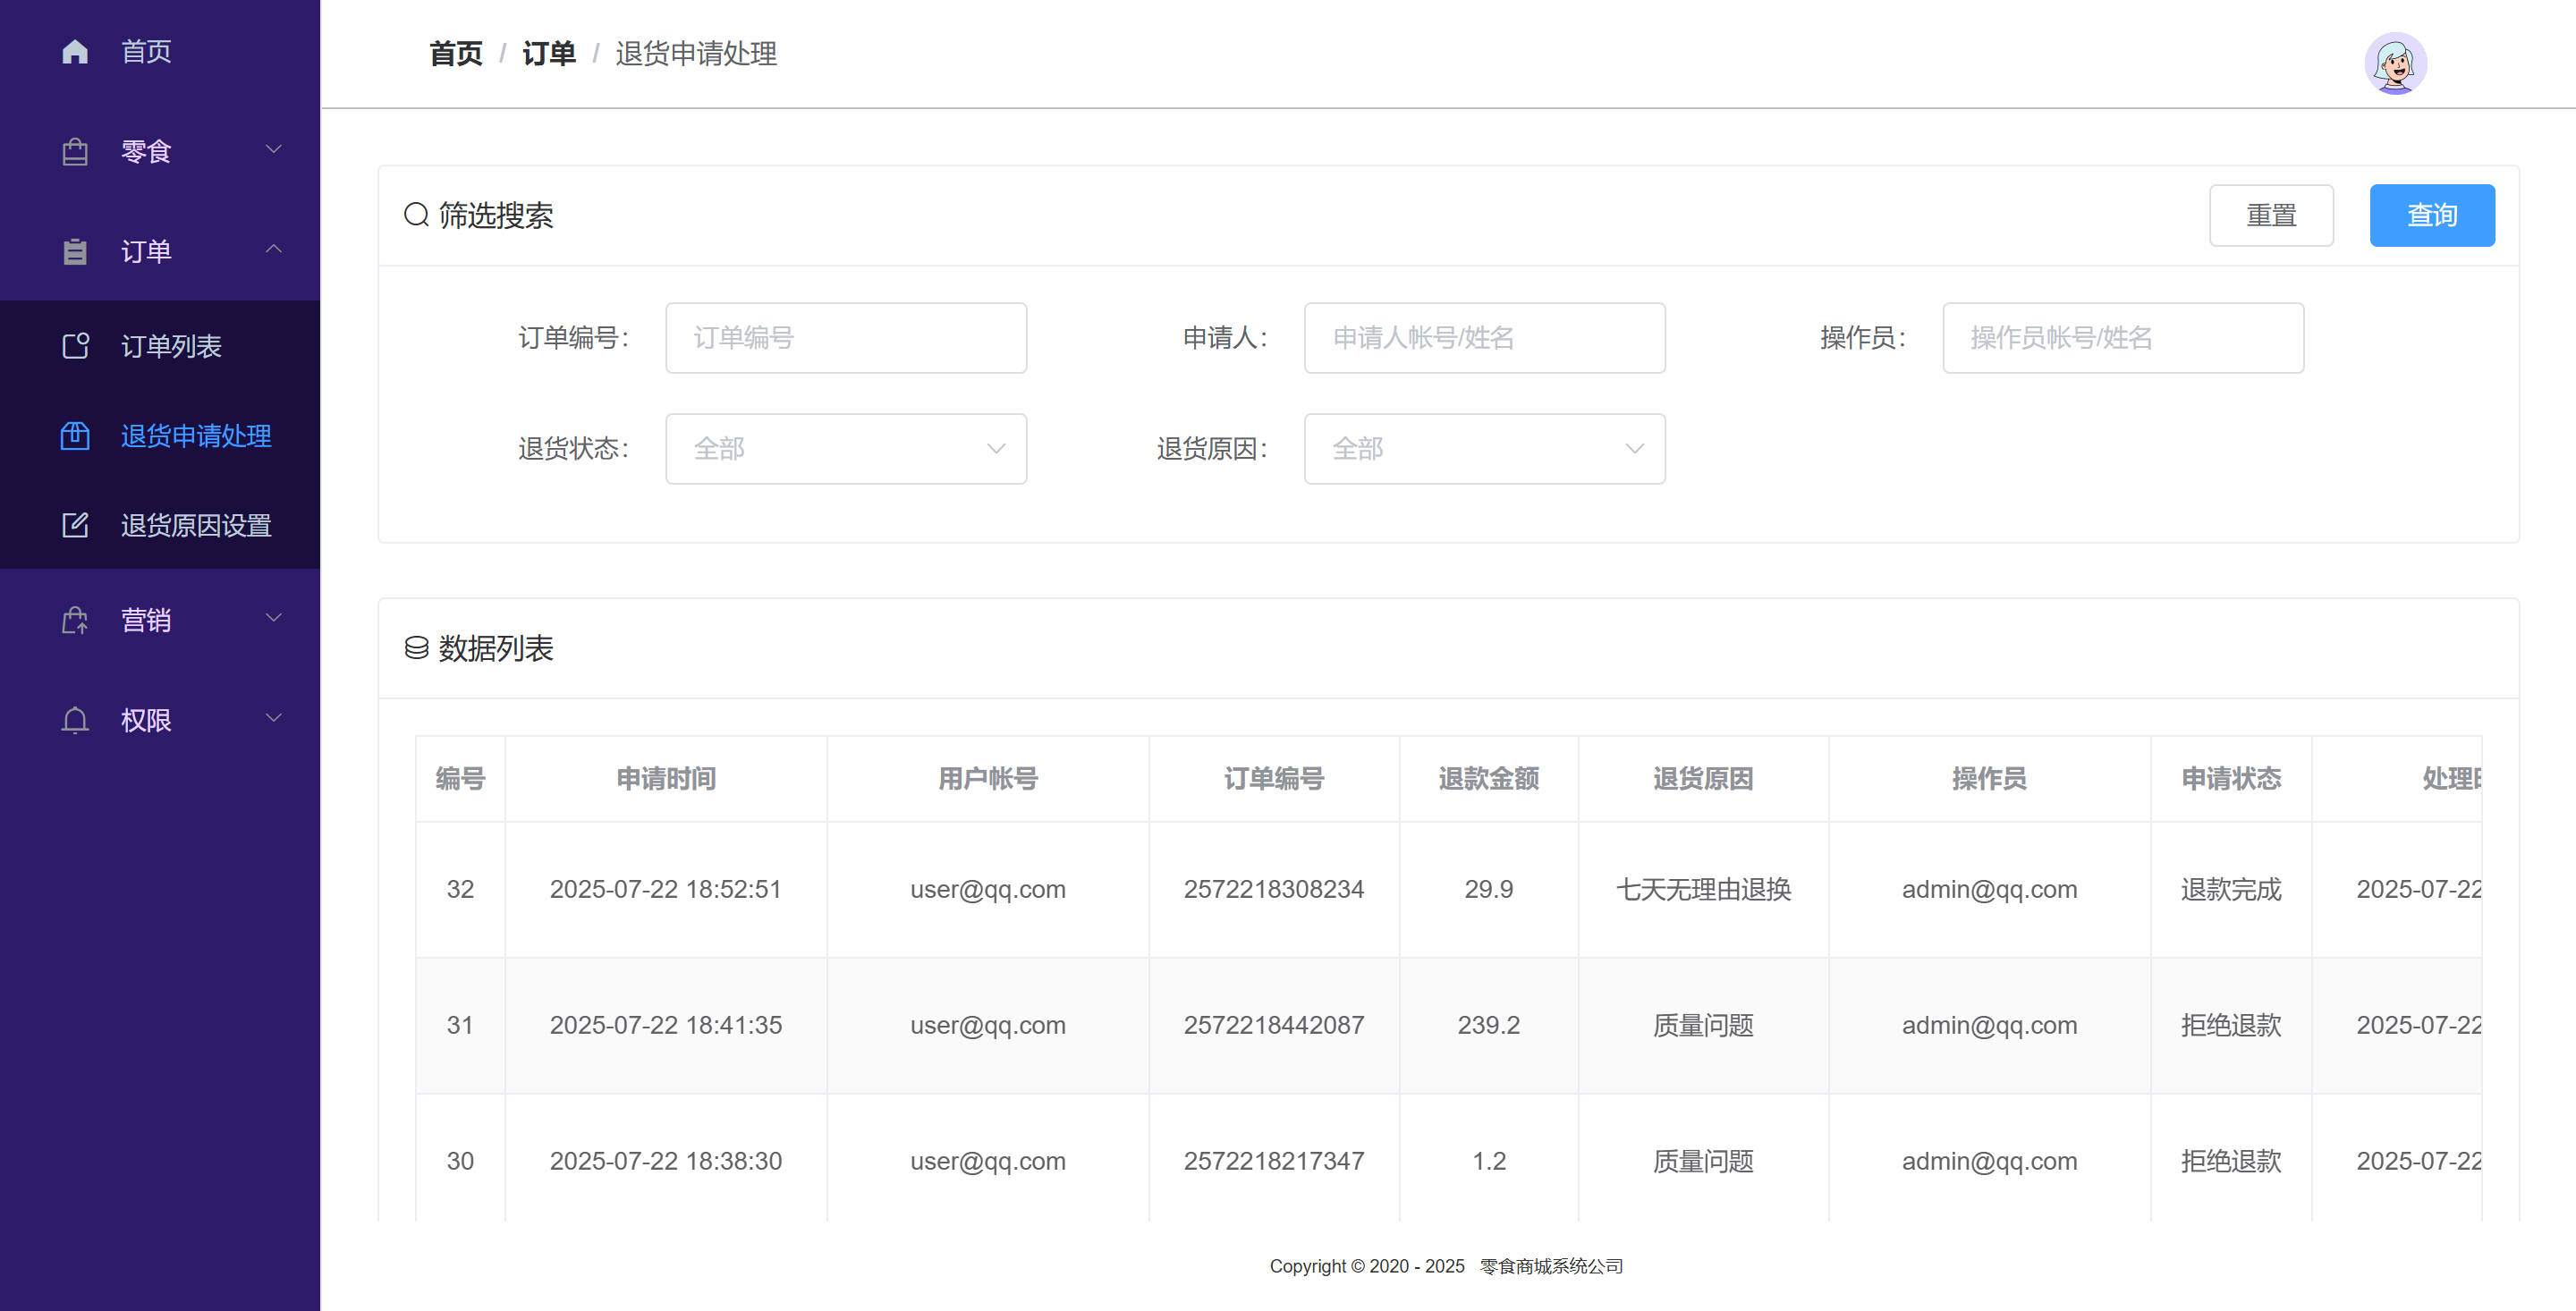 首页
零食
订单
订单列表
退货申请处理
退货原因设置
营销
权限
首页 / 订单 / 退货申请处理
筛选搜索
重置 查询
订单编号： 订单编号 申请人： 申请人帐号/姓名 操作员： 操作员帐号/姓名
退货状态： 全部 退货原因： 全部
数据列表
编号 申请时间 用户帐号 订单编号 退款金额 退货原因 操作员 申请状态 处理
32 2025-07-22 18:52:51 user@qq.com 2572218308234 29.9 七天无理由退换 admin@qq.com 退款完成 2025-07-22
31 2025-07-22 18:41:35 user@qq.com 2572218442087 239.2 质量问题 admin@qq.com 拒绝退款 2025-07-22
30 2025-07-22 18:38:30 user@qq.com 2572218217347 1.2 质量问题 admin@qq.com 拒绝退款 2025-07-22
Copyright © 2020 - 2025 零食商城系统公司